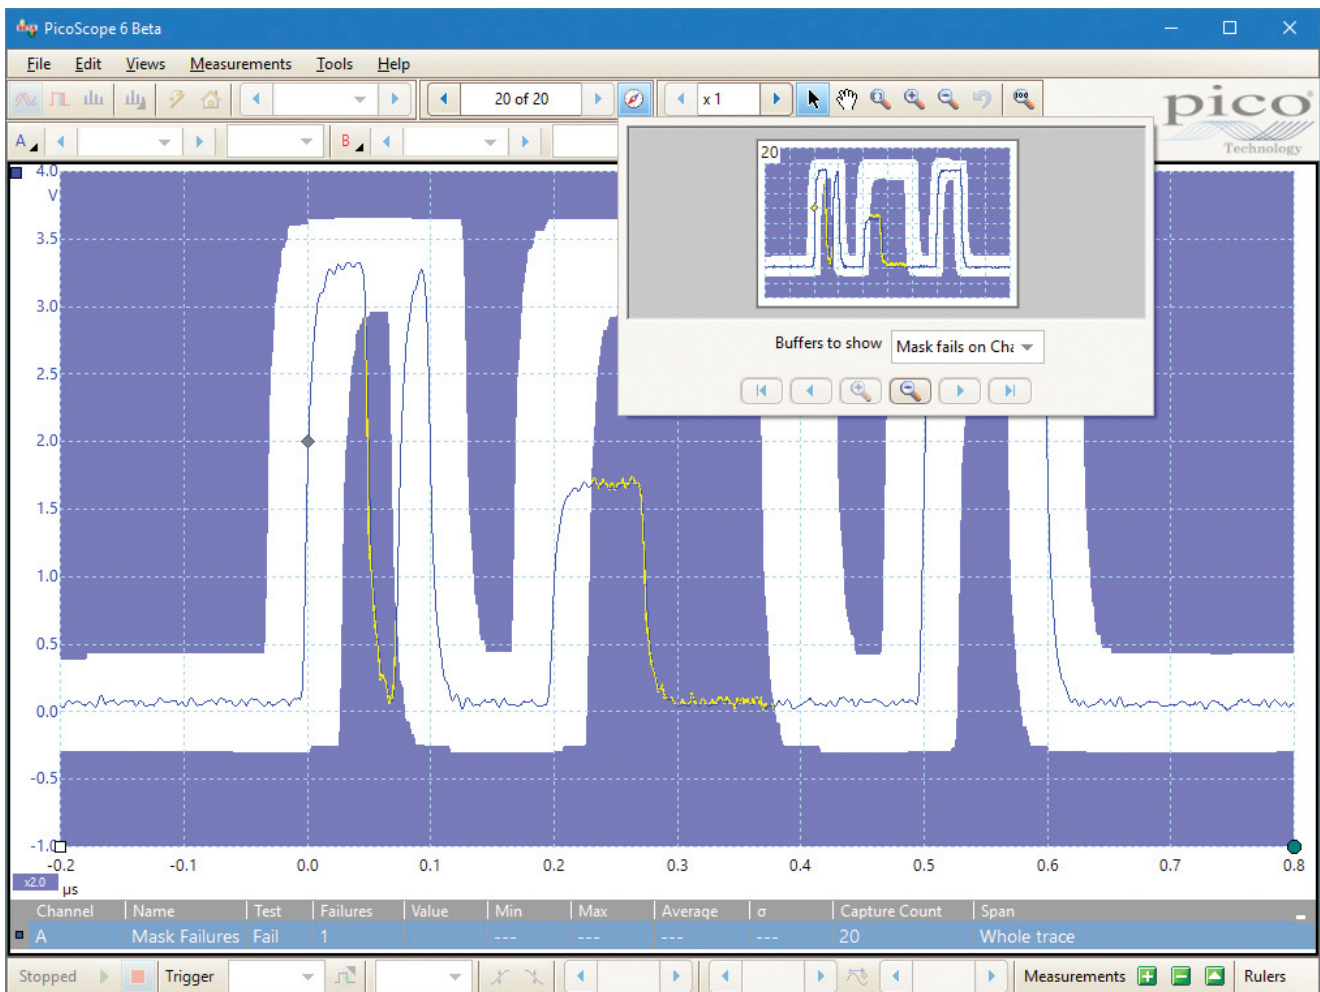 PicoScope 6 Beta
File Edit Views Measurements Tools Help
20 of 20 x 1
pico
Technology
A B
20
Buffers to show Mask fails on Cha
4.0
V
3.5
3.0
2.5
2.0
1.5
1.0
0.5
0.0
-0.5
-1.0
-0.2 -0.1 0.0 0.1 0.2 0.3 0.4 0.5 0.6 0.7 0.8
x2.0 µs
Channel Name Test Failures Value Min Max Average σ Capture Count Span
A Mask Failures Fail 1 --- --- --- --- 20 Whole trace
Stopped Trigger Measurements Rulers